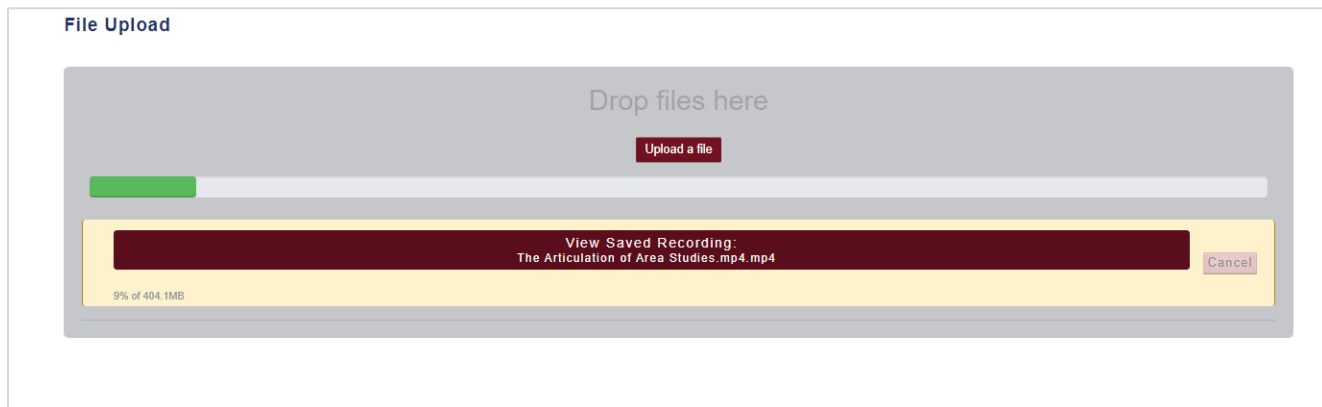 File Upload
Drop files here
Upload a file
View Saved Recording:
The Articulation of Area Studies.mp4.mp4
Cancel
9% of 404.1MB